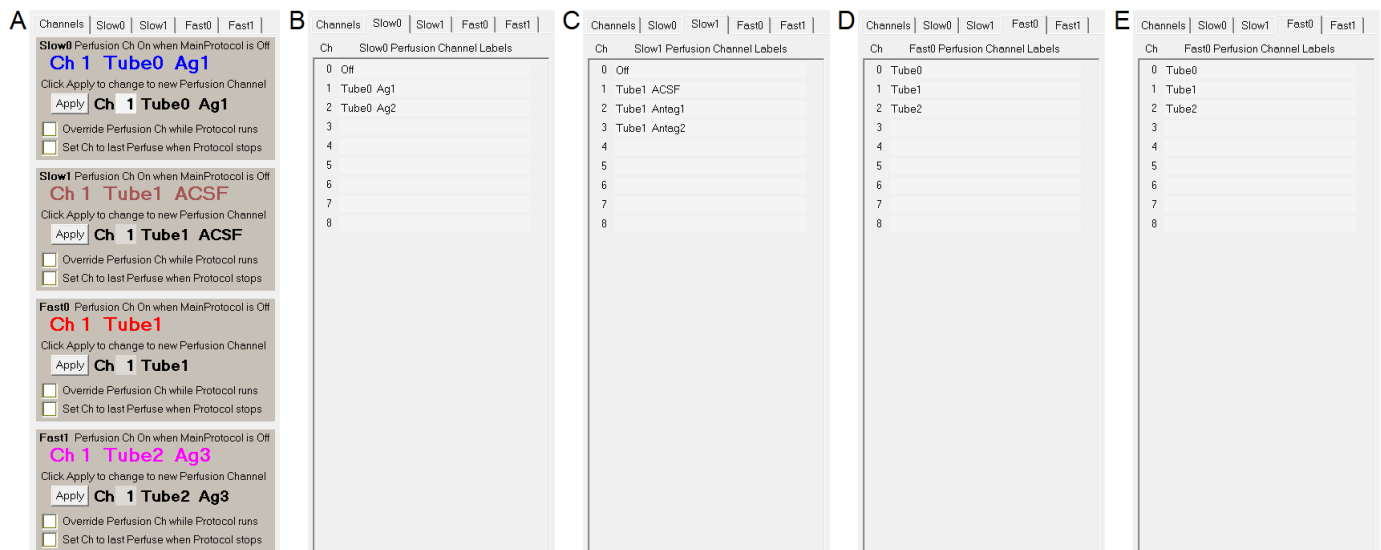 A
Channels Slow0 Slow1 Fast0 Fast1
Slow0 Perfusion Ch On when MainProtocol is Off
Ch 1 Tube0 Ag1
Click Apply to change to new Perfusion Channel
Apply Ch 1 Tube0 Ag1
Override Perfusion Ch while Protocol runs
Set Ch to last Perfuse when Protocol stops
Slow1 Perfusion Ch On when MainProtocol is Off
Ch 1 Tube1 ACSF
Click Apply to change to new Perfusion Channel
Apply Ch 1 Tube1 ACSF
Override Perfusion Ch while Protocol runs
Set Ch to last Perfuse when Protocol stops
Fast0 Perfusion Ch On when MainProtocol is Off
Ch 1 Tube1
Click Apply to change to new Perfusion Channel
Apply Ch 1 Tube1
Override Perfusion Ch while Protocol runs
Set Ch to last Perfuse when Protocol stops
Fast1 Perfusion Ch On when MainProtocol is Off
Ch 1 Tube2 Ag3
Click Apply to change to new Perfusion Channel
Apply Ch 1 Tube2 Ag3
Override Perfusion Ch while Protocol runs
Set Ch to last Perfuse when Protocol stops
B
Channels Slow0 Slow1 Fast0 Fast1
Ch Slow0 Perfusion Channel Labels
0 Off
1 Tube0 Ag1
2 Tube0 Ag2
3
4
5
6
7
8
C
Channels Slow0 Slow1 Fast0 Fast1
Ch Slow1 Perfusion Channel Labels
0 Off
1 Tube1 ACSF
2 Tube1 Antag1
3 Tube1 Antag2
4
5
6
7
8
D
Channels Slow0 Slow1 Fast0 Fast1
Ch Fast0 Perfusion Channel Labels
0 Tube0
1 Tube1
2 Tube2
3
4
5
6
7
8
E
Channels Slow0 Slow1 Fast0 Fast1
Ch Fast0 Perfusion Channel Labels
0 Tube0
1 Tube1
2 Tube2
3
4
5
6
7
8